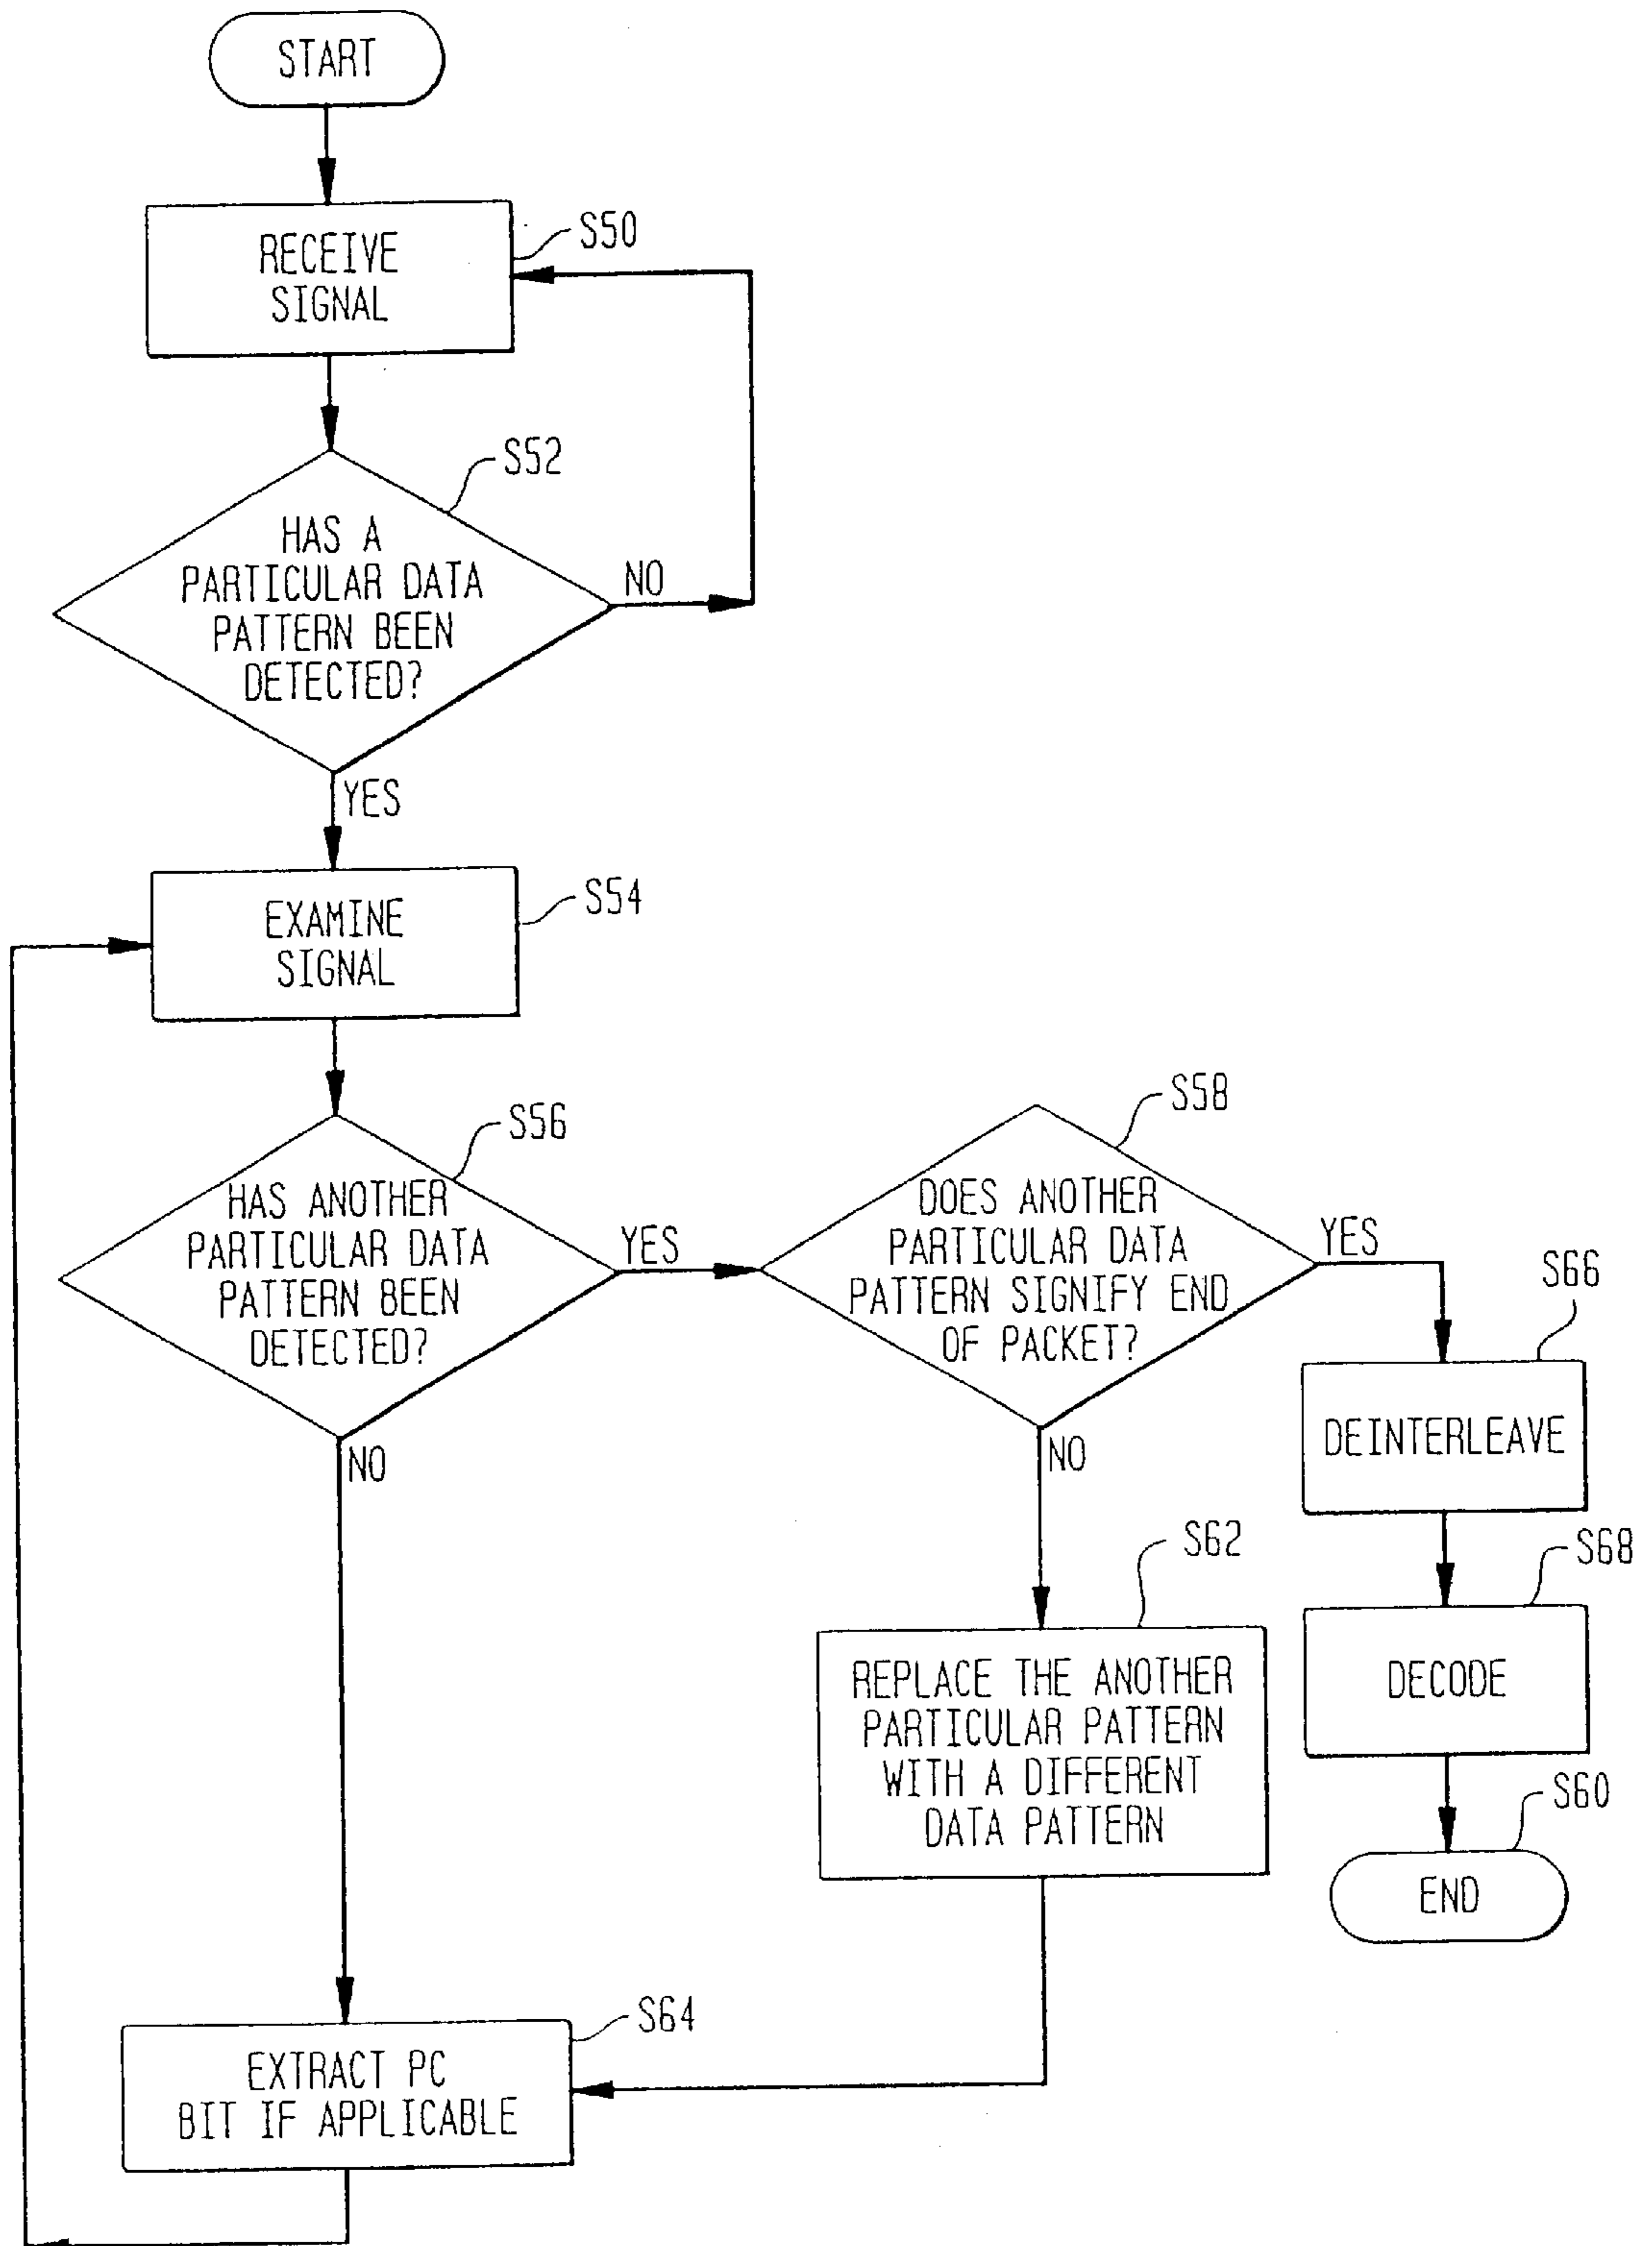 START
RECEIVE
SIGNAL
S50
S52
HAS A
PARTICULAR DATA
PATTERN BEEN
DETECTED?
NO
YES
EXAMINE
SIGNAL
S54
S56
HAS ANOTHER
PARTICULAR DATA
PATTERN BEEN
DETECTED?
YES
NO
S58
DOES ANOTHER
PARTICULAR DATA
PATTERN SIGNIFY END
OF PACKET?
YES
NO
S66
DEINTERLEAVE
S68
DECODE
S60
END
S62
REPLACE THE ANOTHER
PARTICULAR PATTERN
WITH A DIFFERENT
DATA PATTERN
S64
EXTRACT PC
BIT IF APPLICABLE